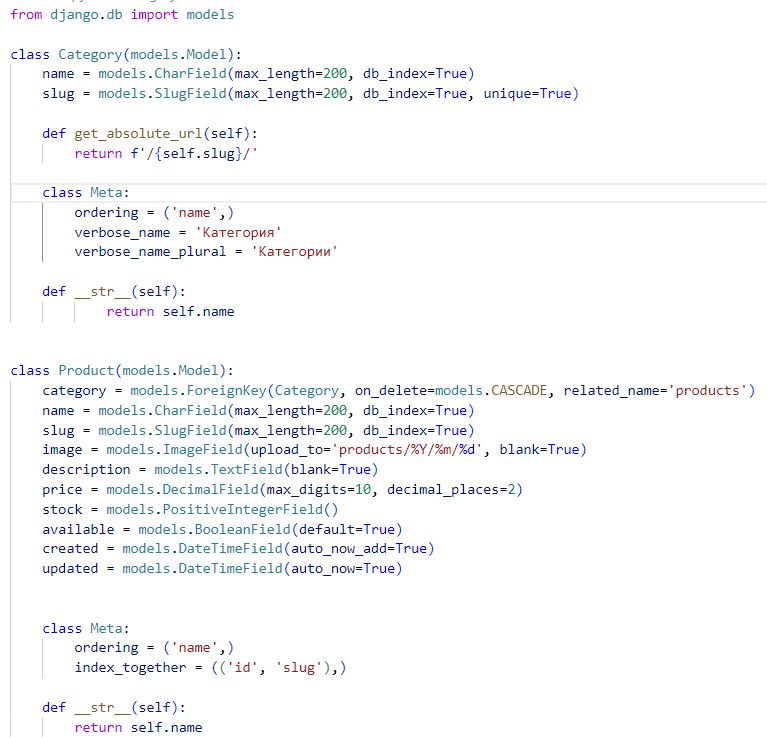 from django.db import models
class Category(models.Model):
name = models.CharField(max_length=200, db_index=True)
slug = models.SlugField(max_length=200, db_index=True, unique=True)
def get_absolute_url(self):
return f'/{self.slug}/'
class Meta:
ordering = ('name',)
verbose_name = 'Категория'
verbose_name_plural = 'Категории'
def __str__(self):
return self.name
class Product(models.Model):
category = models.ForeignKey(Category, on_delete=models.CASCADE, related_name='products')
name = models.CharField(max_length=200, db_index=True)
slug = models.SlugField(max_length=200, db_index=True)
image = models.ImageField(upload_to='products/%Y/%m/%d', blank=True)
description = models.TextField(blank=True)
price = models.DecimalField(max_digits=10, decimal_places=2)
stock = models.PositiveIntegerField()
available = models.BooleanField(default=True)
created = models.DateTimeField(auto_now_add=True)
updated = models.DateTimeField(auto_now=True)
class Meta:
ordering = ('name',)
index_together = (('id', 'slug'),)
def __str__(self):
return self.name